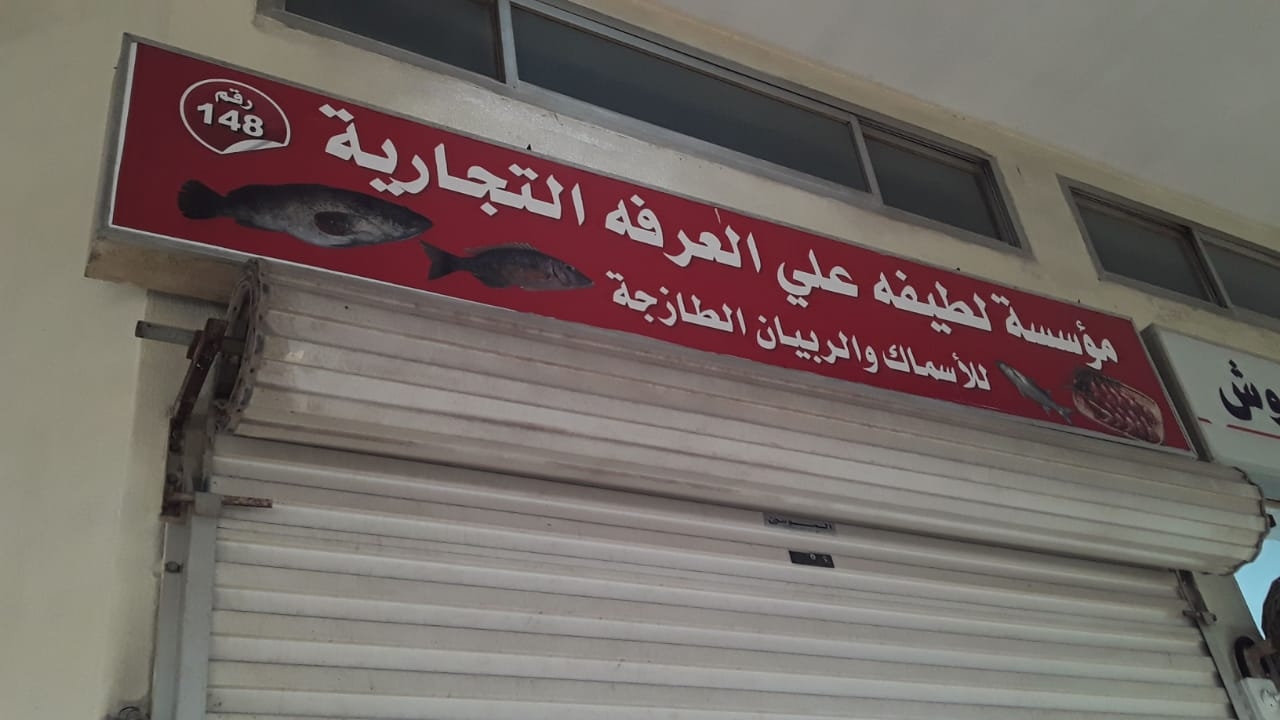 مؤسسة لطيفه علي العرفه التجارية
للأسماك والربيان الطازجة
رقم
148